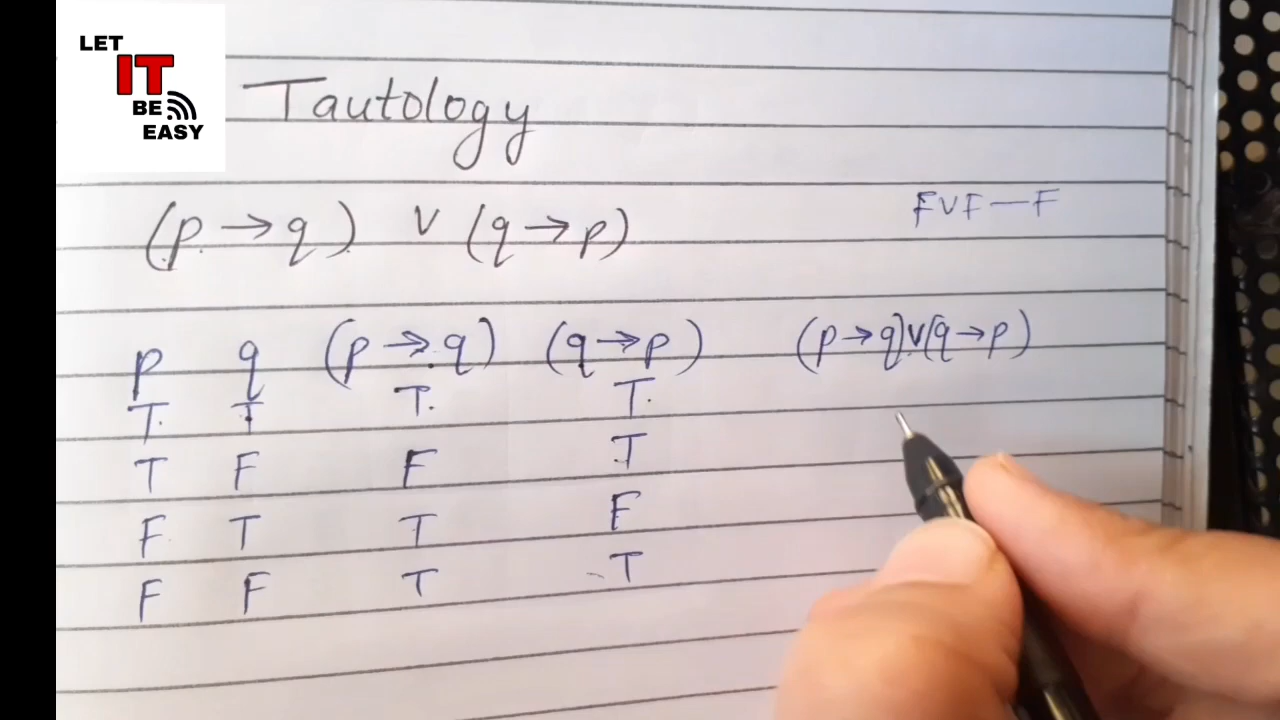 LET
IT
BE
EASY
Tautology
(p → q) ∨ (q → p)
F∨F—F
p q (p → q) (q → p) (p → q)∨(q → p)
T T T T
T F F T
F T T F
F F T T